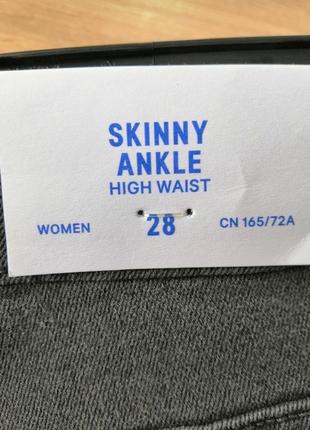 SKINNY
ANKLE
HIGH WAIST
WOMEN 28 CN 165/72A